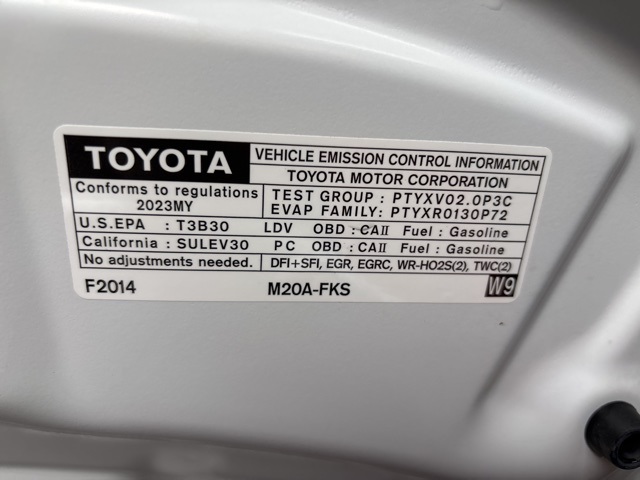 TOYOTA
VEHICLE EMISSION CONTROL INFORMATION
TOYOTA MOTOR CORPORATION
Conforms to regulations
2023MY
TEST GROUP : PTYXV02.0P3C
EVAP FAMILY: PTYXR0130P72
U.S.EPA : T3B30 LDV OBD : CAII Fuel : Gasoline
California : SULEV30 PC OBD : CAII Fuel : Gasoline
No adjustments needed. DFI+SFI, EGR, EGRC, WR-HO2S(2), TWC(2)
F2014 M20A-FKS W9